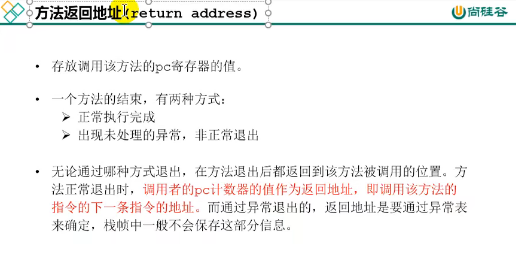 方法返回地址(return address)
尚硅谷
• 存放调用该方法的pc寄存器的值。
• 一个方法的结束，有两种方式：
➢ 正常执行完成
➢ 出现未处理的异常，非正常退出
• 无论通过哪种方式退出，在方法退出后都返回到该方法被调用的位置。方
法正常退出时，调用者的pc计数器的值作为返回地址，即调用该方法的
指令的下一条指令的地址。而通过异常退出的，返回地址是要通过异常表
来确定，栈帧中一般不会保存这部分信息。